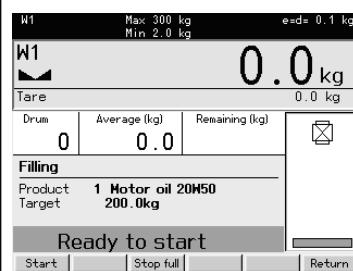 W1 Max 300 kg e=d= 0.1 kg
Min 2.0 kg
W1
0.0 kg
Tare 0.0 kg
Drum Average (kg) Remaining (kg)
0 0.0
Filling
Product 1 Motor oil 20W50
Target 200.0kg
Ready to start
Start Stop full Return